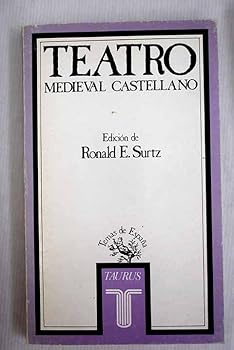 TEATRO
MEDIEVAL CASTELLANO
Edición de
Ronald E. Surtz
Temas de España
TAURUS